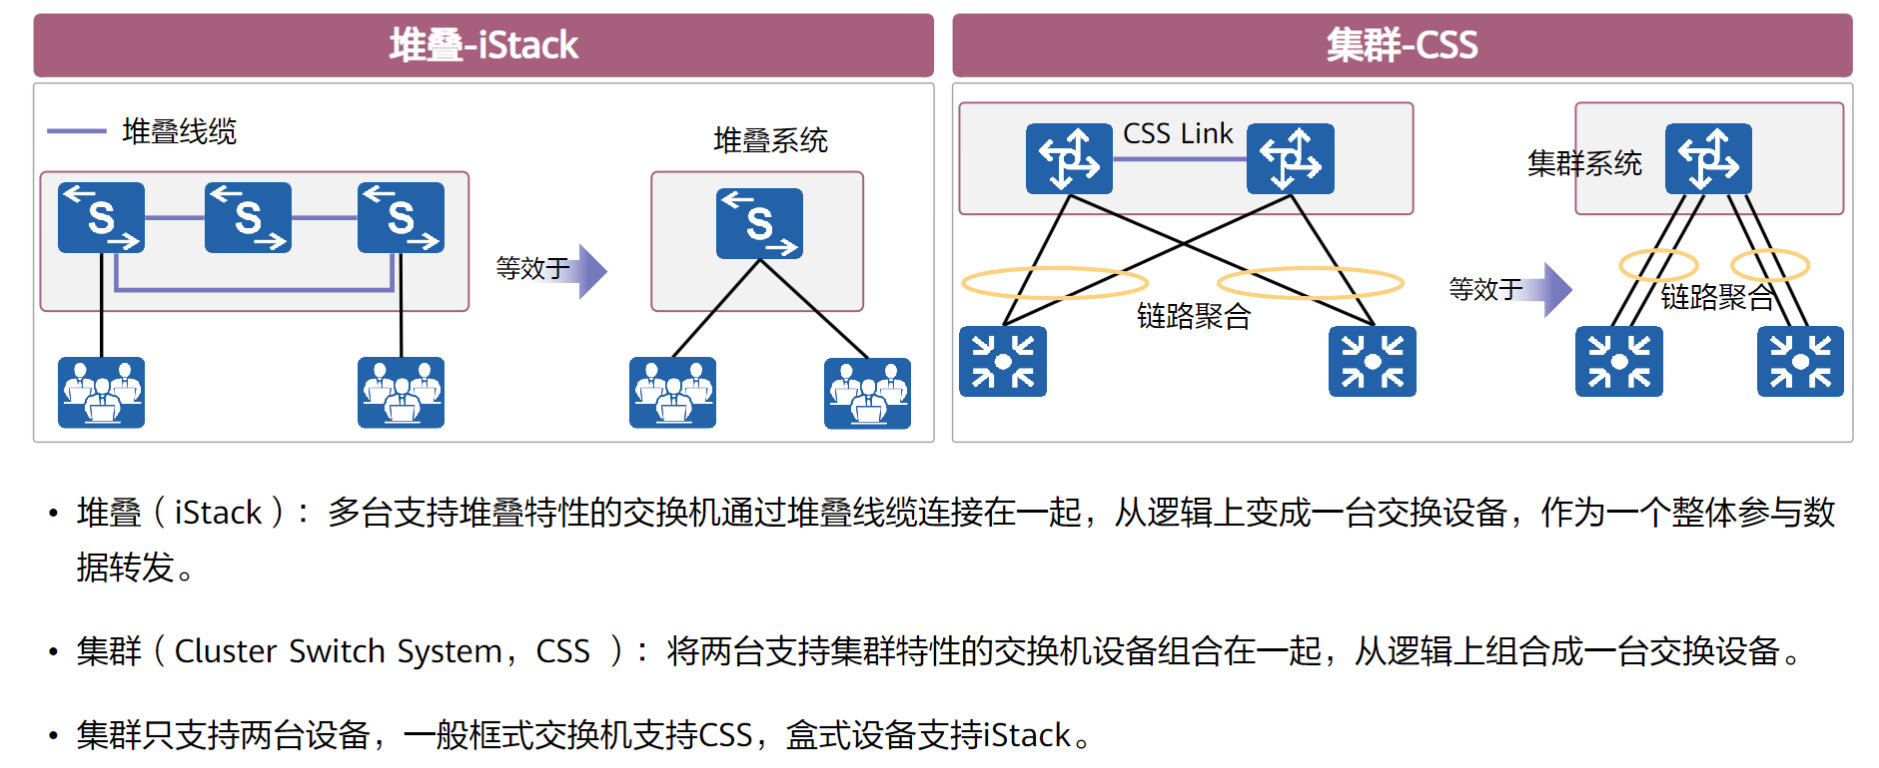 堆叠-iStack
堆叠线缆
堆叠系统
S
S
S
S
等效于
集群-CSS
CSS Link
集群系统
链路聚合
等效于
链路聚合
• 堆叠（iStack）：多台支持堆叠特性的交换机通过堆叠线缆连接在一起，从逻辑上变成一台交换设备，作为一个整体参与数
据转发。
• 集群（Cluster Switch System，CSS ）：将两台支持集群特性的交换机设备组合在一起，从逻辑上组合成一台交换设备。
• 集群只支持两台设备，一般框式交换机支持CSS，盒式设备支持iStack。